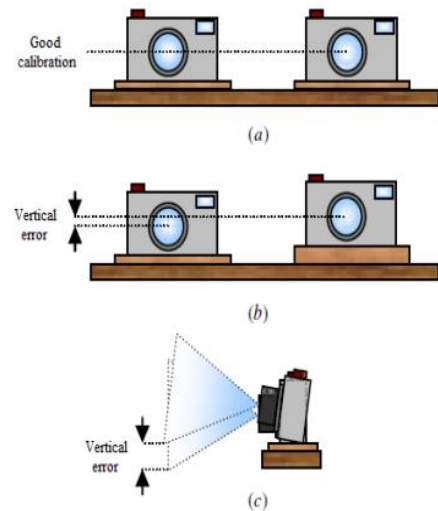 Good
calibration
(a)
Vertical
error
(b)
Vertical
error
(c)